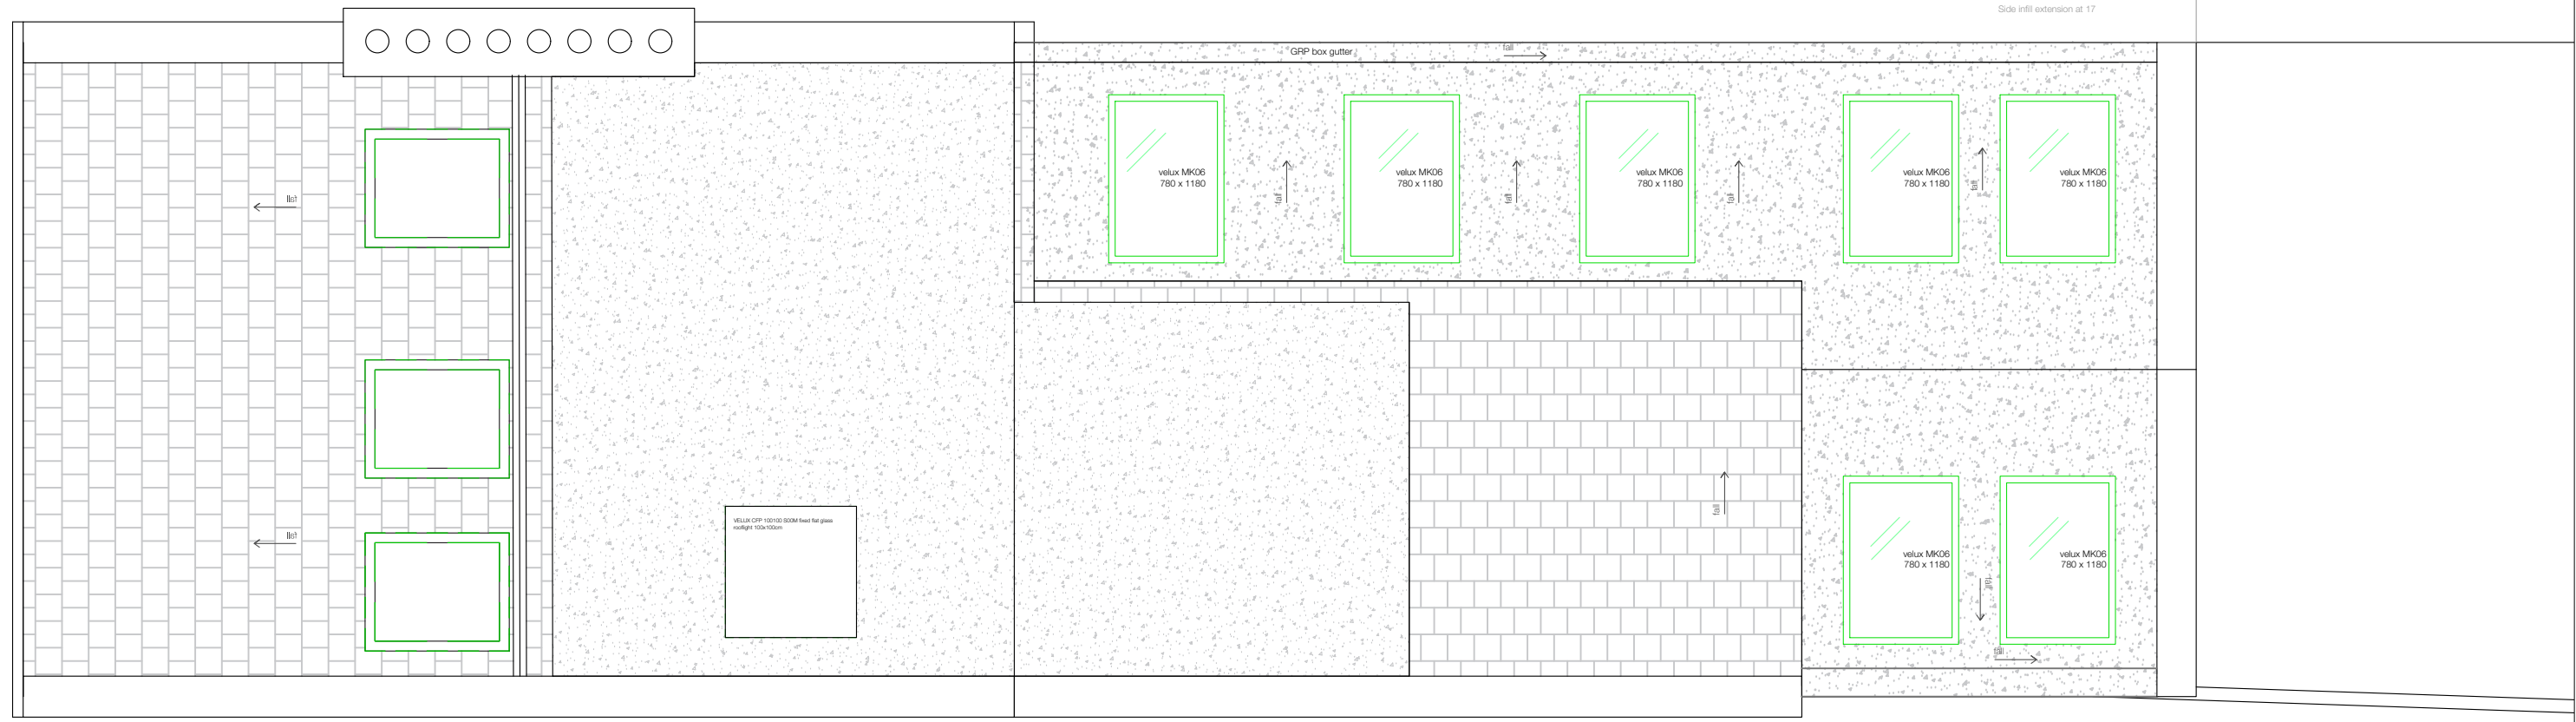 Side infill extension at 17
GRP box gutter
fall
velux MK06
780 x 1180
fall
velux MK06
780 x 1180
fall
velux MK06
780 x 1180
fall
velux MK06
780 x 1180
fall
velux MK06
780 x 1180
fall
fall
VELUX CFP 100100 S00M fixed flat glass
rooflight 100x100cm
fall
velux MK06
780 x 1180
fall
velux MK06
780 x 1180
fall